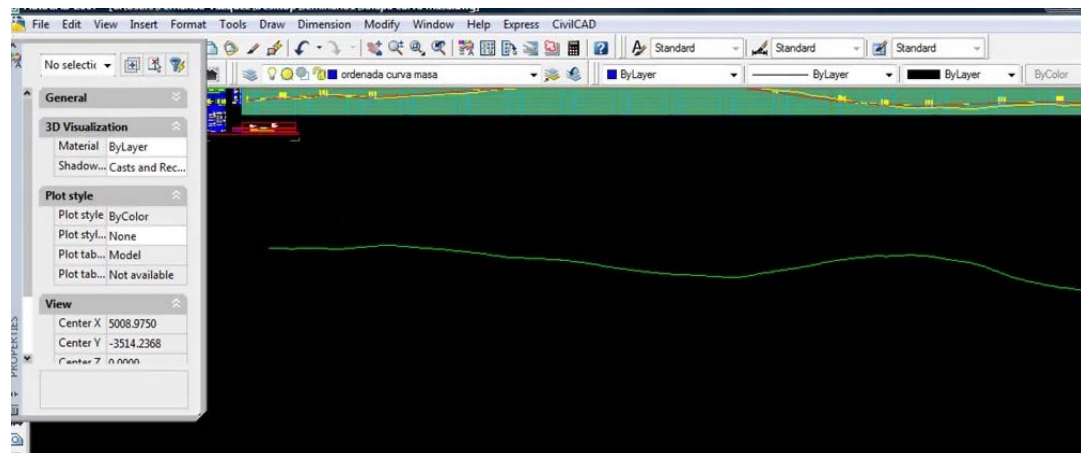 File Edit View Insert Format Tools Draw Dimension Modify Window Help Express CivilCAD
Standard Standard Standard
No selectic
ordenada curva masa ByLayer ByLayer ByLayer ByColor
General
3D Visualization
Material ByLayer
Shadow... Casts and Rec...
Plot style
Plot style ByColor
Plot styl... None
Plot tab... Model
Plot tab... Not available
View
Center X 5008.9750
Center Y -3514.2368
Center Z 0.0000
PROPERTIES